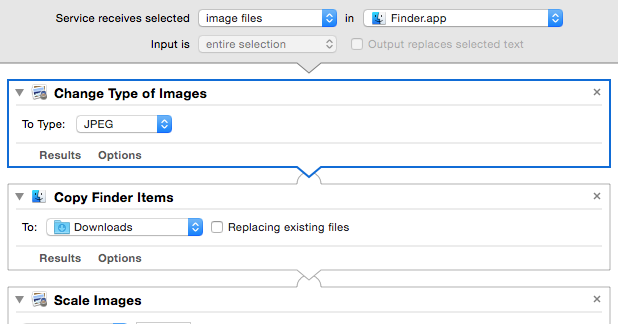 Service receives selected image files in Finder.app
Input is entire selection Output replaces selected text
Change Type of Images
To Type: JPEG
Results Options
Copy Finder Items
To: Downloads Replacing existing files
Results Options
Scale Images